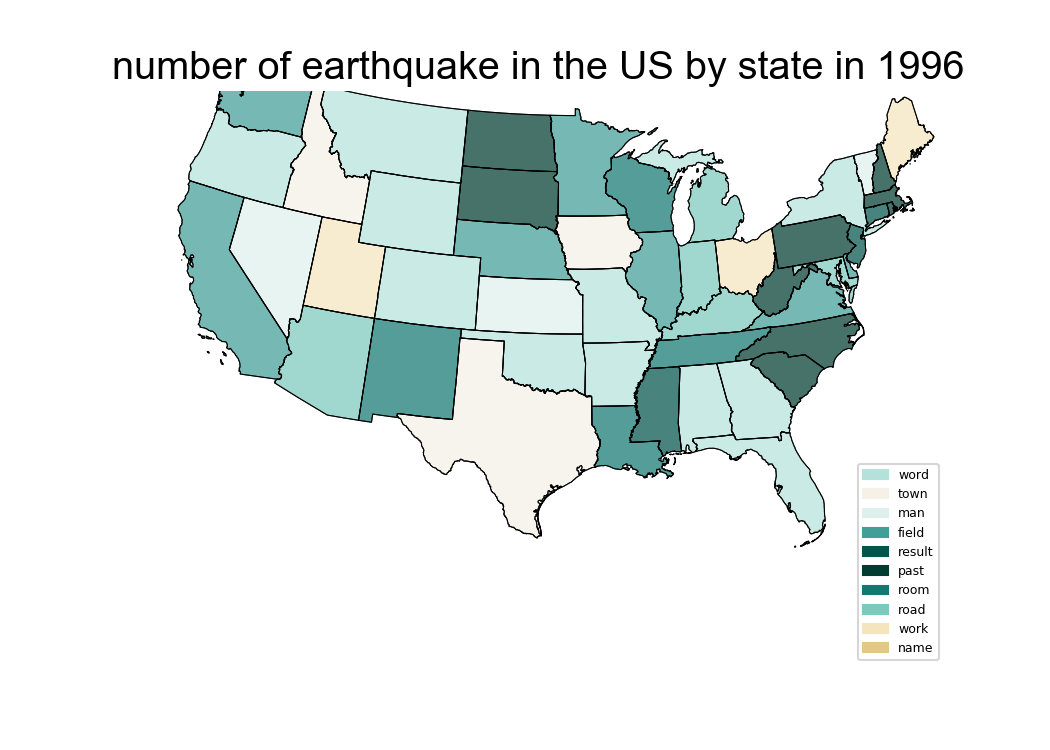 number of earthquake in the US by state in 1996
word
town
man
field
result
past
room
road
work
name